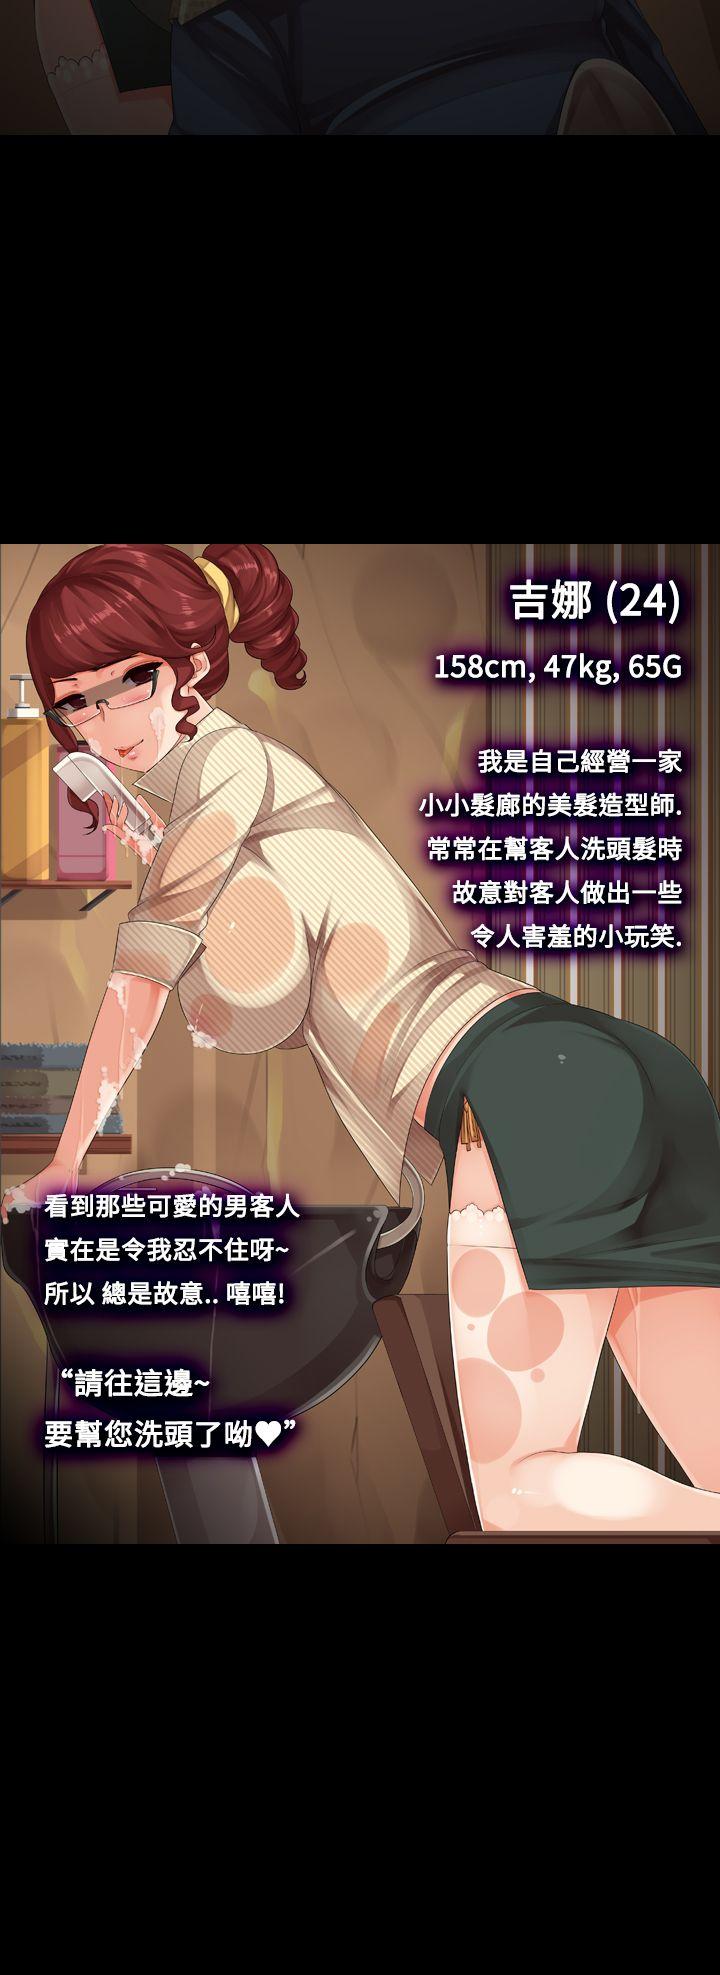 吉娜 (24)
158cm, 47kg, 65G
我是自己經營一家
小小髮廊的美髮造型師.
常常在幫客人洗頭髮時
故意對客人做出一些
令人害羞的小玩笑.
看到那些可愛的男客人
實在是令我忍不住呀~
所以 總是故意.. 嘻嘻!
“請往這邊~
要幫您洗頭了呦♥”